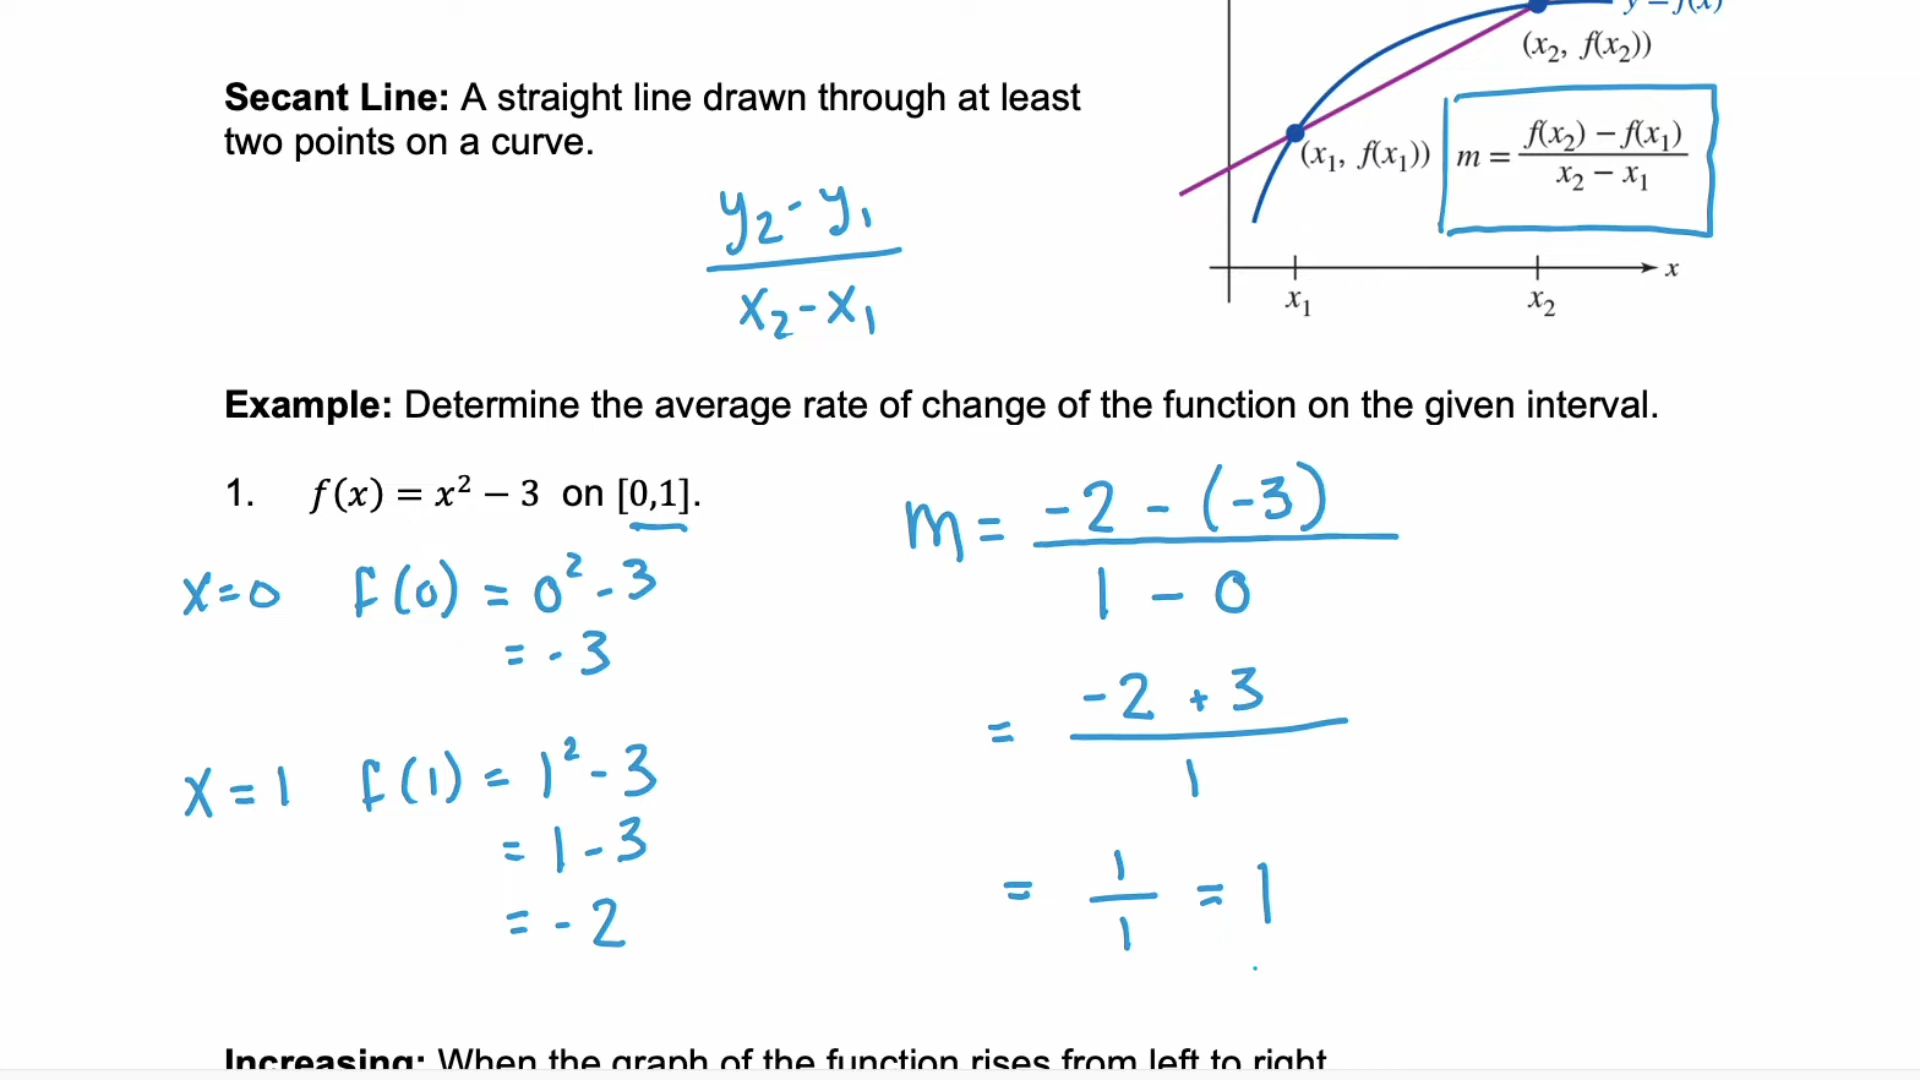 y = f(x)
(x₂, f(x₂))
Secant Line: A straight line drawn through at least
two points on a curve.
(x₁, f(x₁))
m = (f(x₂) − f(x₁)) / (x₂ − x₁)
y₂ - y₁
x₂ - x₁
x
x₁ x₂
Example: Determine the average rate of change of the function on the given interval.
1. f(x) = x² − 3 on [0,1].
x=0 f(0) = 0² - 3
= -3
x=1 f(1) = 1² - 3
= 1 - 3
= -2
m = (-2 - (-3)) / (1 - 0)
= (-2 + 3) / 1
= 1/1 = 1
Increasing: When the graph of the function rises from left to right